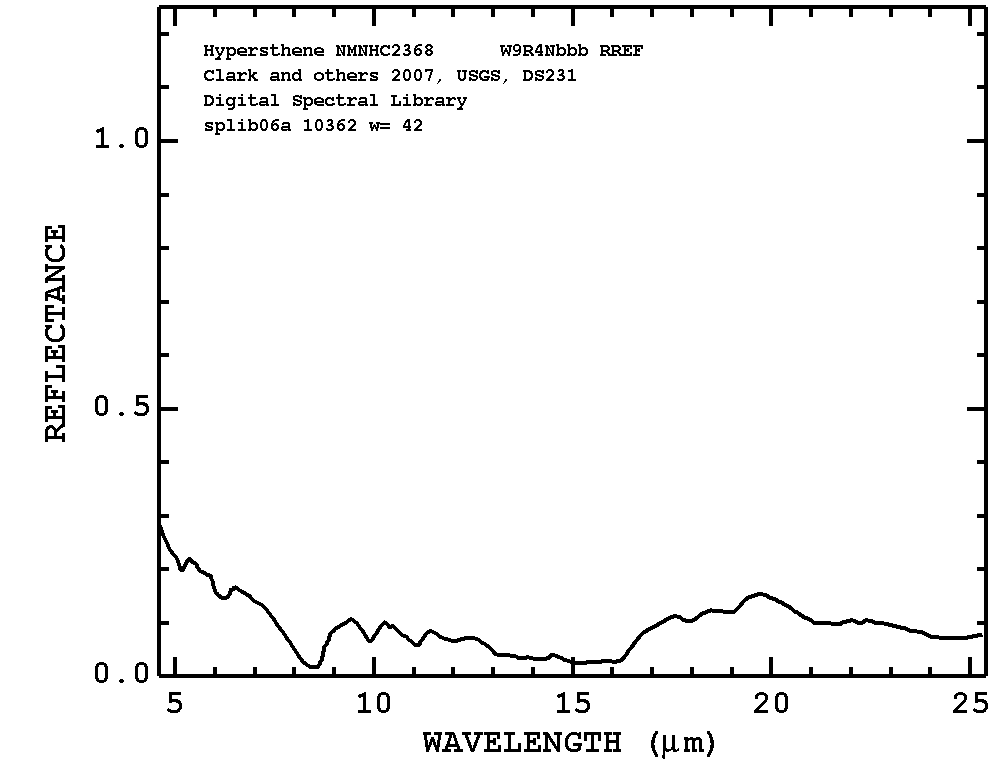 Hypersthene NMNHC2368 W9R4Nbbb RREF
Clark and others 2007, USGS, DS231
Digital Spectral Library
splib06a 10362 w= 42
1.0
REFLECTANCE
0.5
0.0
5 10 15 20 25
WAVELENGTH (μm)